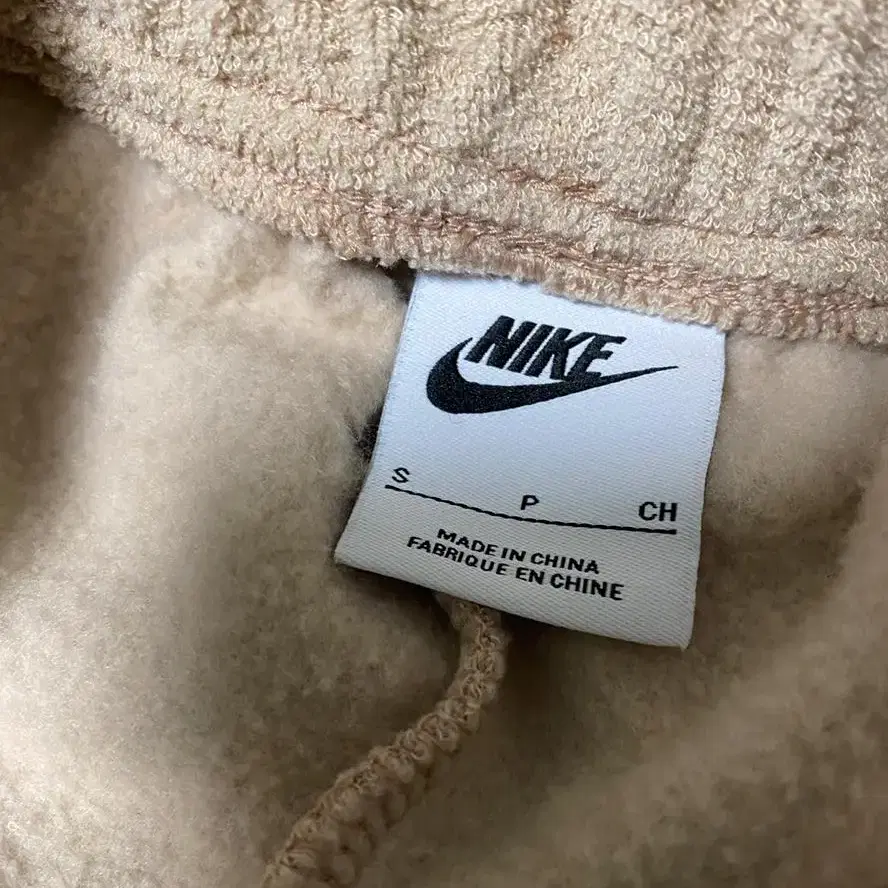 NIKE
S P CH
MADE IN CHINA
FABRIQUE EN CHINE